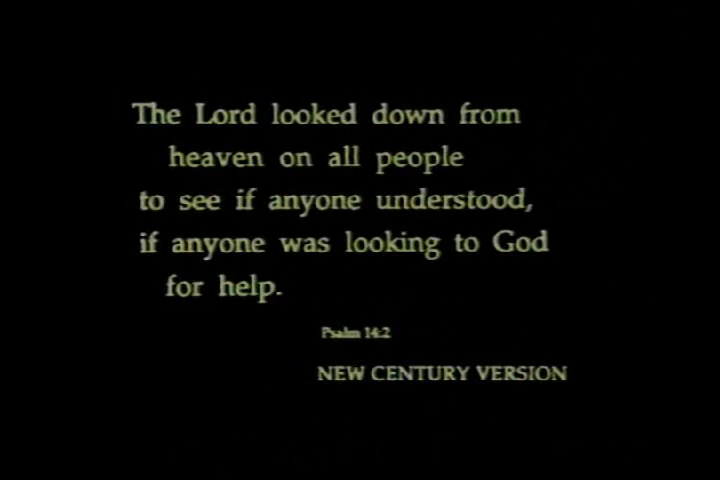 The Lord looked down from
heaven on all people
to see if anyone understood,
if anyone was looking to God
for help.
Psalm 14:2
NEW CENTURY VERSION